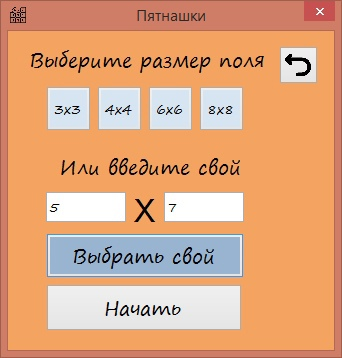 Пятнашки
Выберите размер поля
3x3 4x4 6x6 8x8
Или введите свой
5 X 7
Выбрать свой
Начать